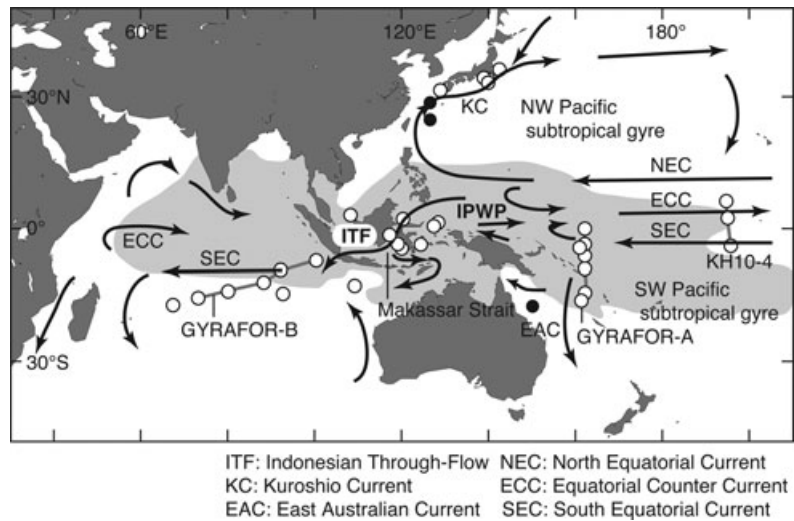 60°E 120°E 180°
30°N
KC
NW Pacific
subtropical gyre
NEC
ECC
IPWP
0°
ITF
ECC
SEC
SEC
KH10-4
Makassar Strait
SW Pacific
subtropical gyre
GYRAFOR-B
EAC
GYRAFOR-A
30°S
ITF: Indonesian Through-Flow NEC: North Equatorial Current
KC: Kuroshio Current ECC: Equatorial Counter Current
EAC: East Australian Current SEC: South Equatorial Current